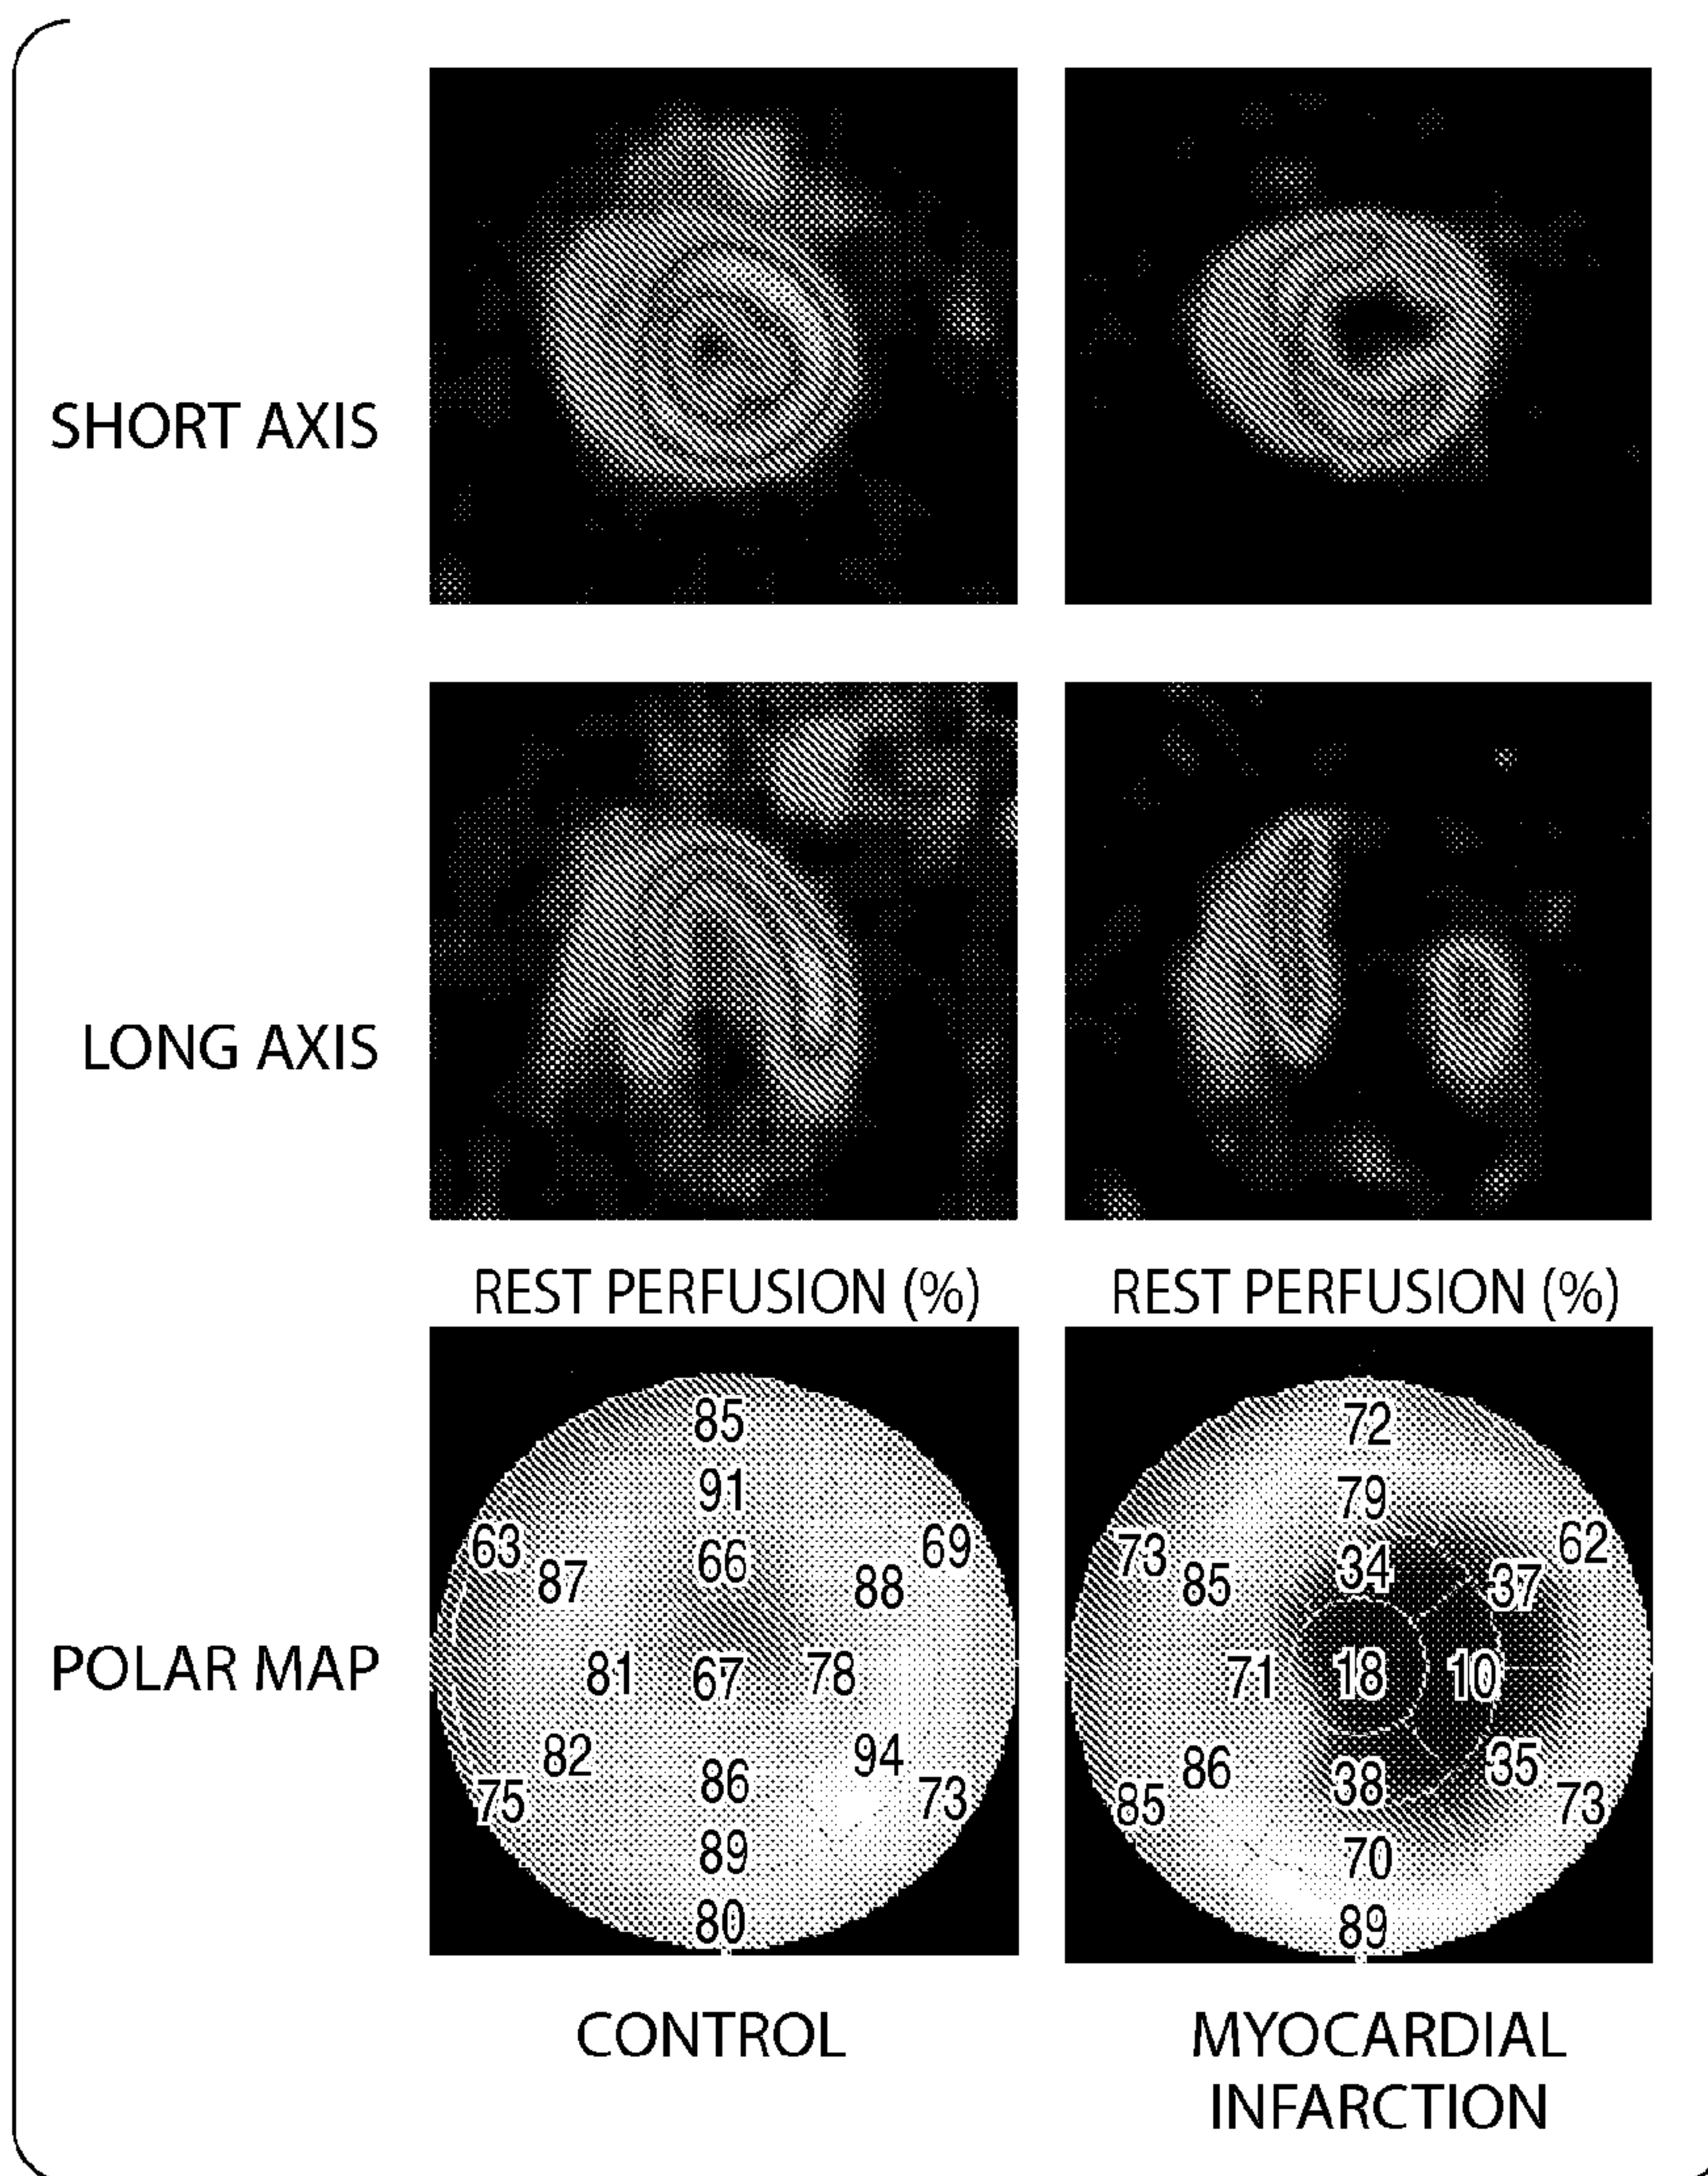 SHORT AXIS
LONG AXIS
REST PERFUSION (%) REST PERFUSION (%)
POLAR MAP
85
91
63 66 69
87 88
81 67 78
82 94
75 86 73
89
80
72
79
73 34 62
85 37
71 18 10
86 35
85 38 73
70
89
CONTROL
MYOCARDIAL
INFARCTION